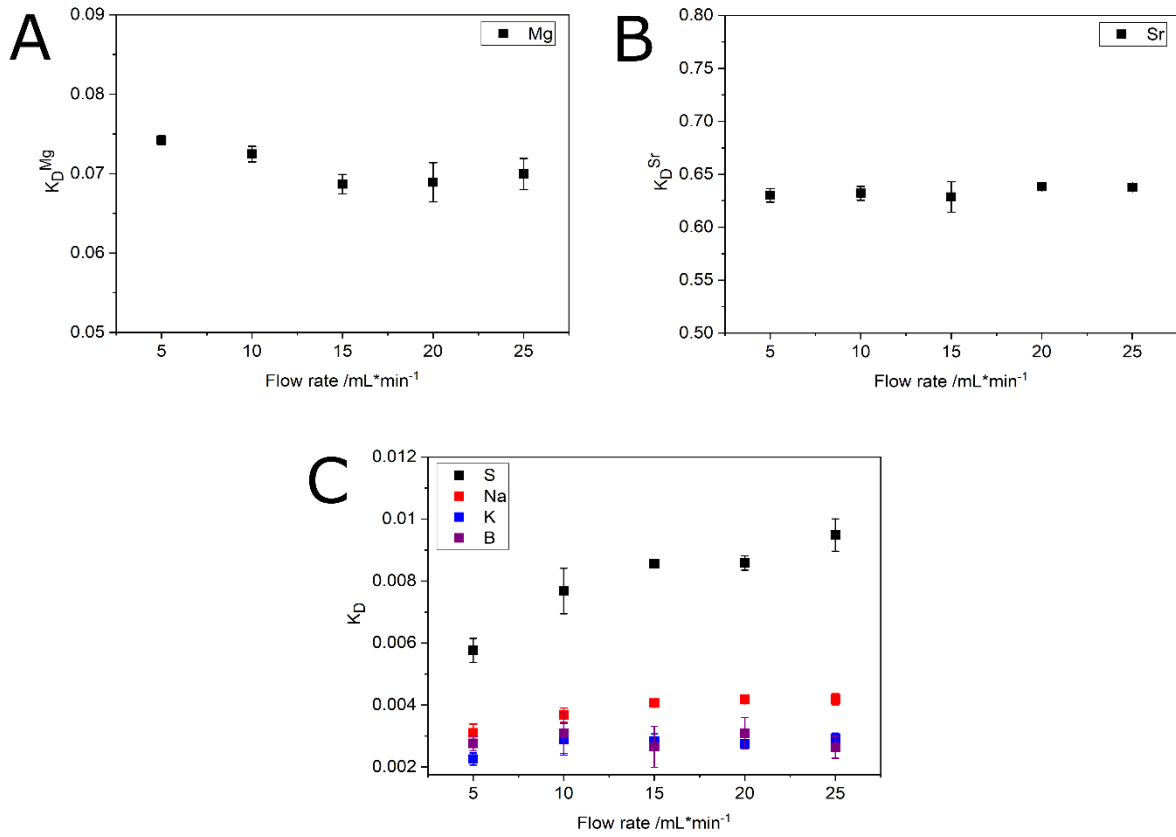 A
0.09
0.08
0.07
0.06
0.05
K_D^Mg
Mg
5 10 15 20 25
Flow rate /mL*min⁻¹
B
0.80
0.75
0.70
0.65
0.60
0.55
0.50
K_D^Sr
Sr
5 10 15 20 25
Flow rate /mL*min⁻¹
C
0.012
0.01
0.008
0.006
0.004
0.002
K_D
S
Na
K
B
5 10 15 20 25
Flow rate /mL*min⁻¹